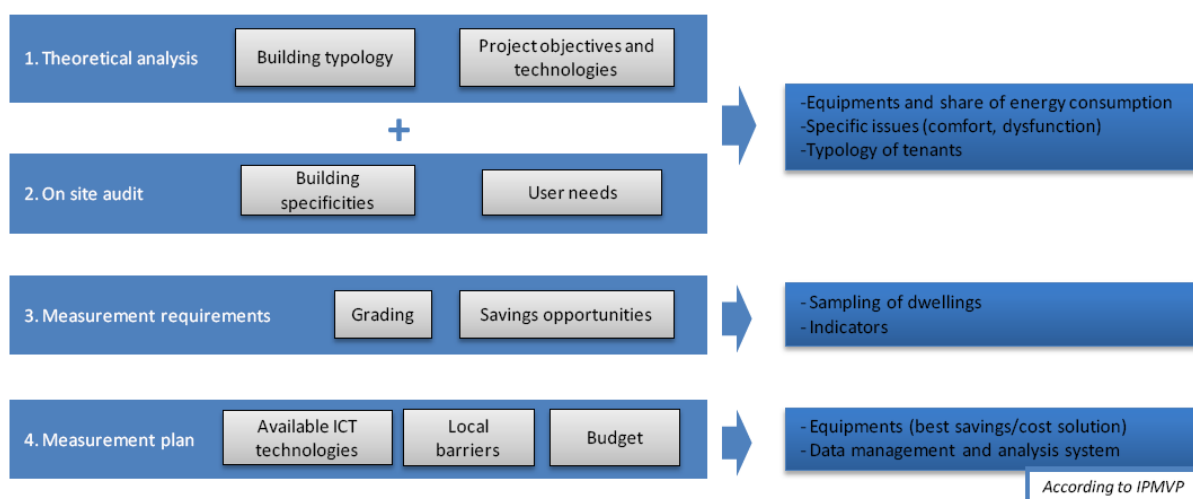 1. Theoretical analysis
Building typology
Project objectives and
technologies
+
2. On site audit
Building
specificities
User needs
-Equipments and share of energy consumption
-Specific issues (comfort, dysfunction)
-Typology of tenants
3. Measurement requirements
Grading
Savings opportunities
- Sampling of dwellings
- Indicators
4. Measurement plan
Available ICT
technologies
Local
barriers
Budget
- Equipments (best savings/cost solution)
- Data management and analysis system
According to IPMVP